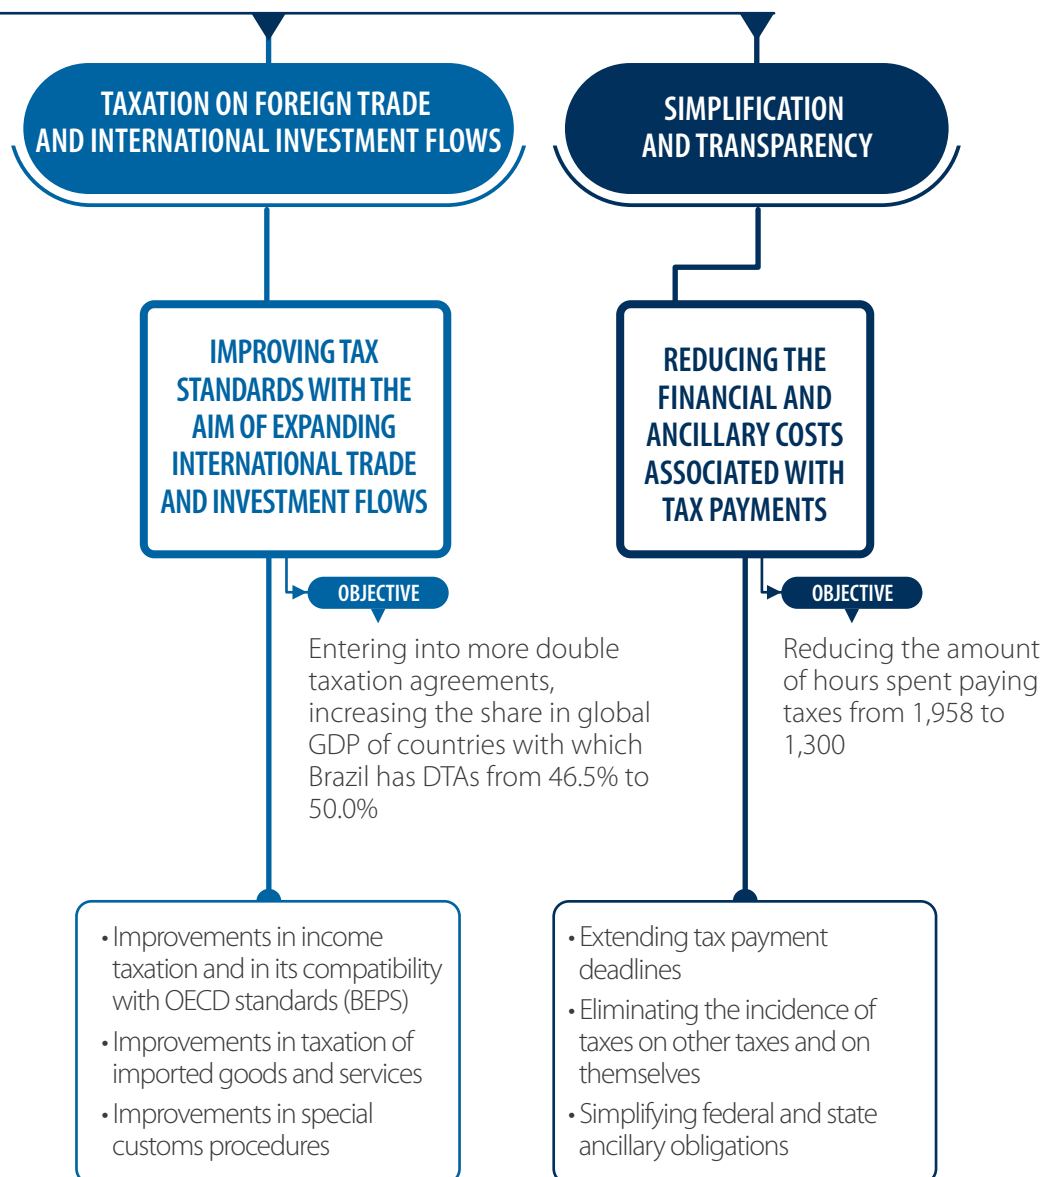 TAXATION ON FOREIGN TRADE
AND INTERNATIONAL INVESTMENT FLOWS
IMPROVING TAX
STANDARDS WITH THE
AIM OF EXPANDING
INTERNATIONAL TRADE
AND INVESTMENT FLOWS
OBJECTIVE
Entering into more double
taxation agreements,
increasing the share in global
GDP of countries with which
Brazil has DTAs from 46.5% to
50.0%
• Improvements in income
taxation and in its compatibility
with OECD standards (BEPS)
• Improvements in taxation of
imported goods and services
• Improvements in special
customs procedures
SIMPLIFICATION
AND TRANSPARENCY
REDUCING THE
FINANCIAL AND
ANCILLARY COSTS
ASSOCIATED WITH
TAX PAYMENTS
OBJECTIVE
Reducing the amount
of hours spent paying
taxes from 1,958 to
1,300
• Extending tax payment
deadlines
• Eliminating the incidence of
taxes on other taxes and on
themselves
• Simplifying federal and state
ancillary obligations